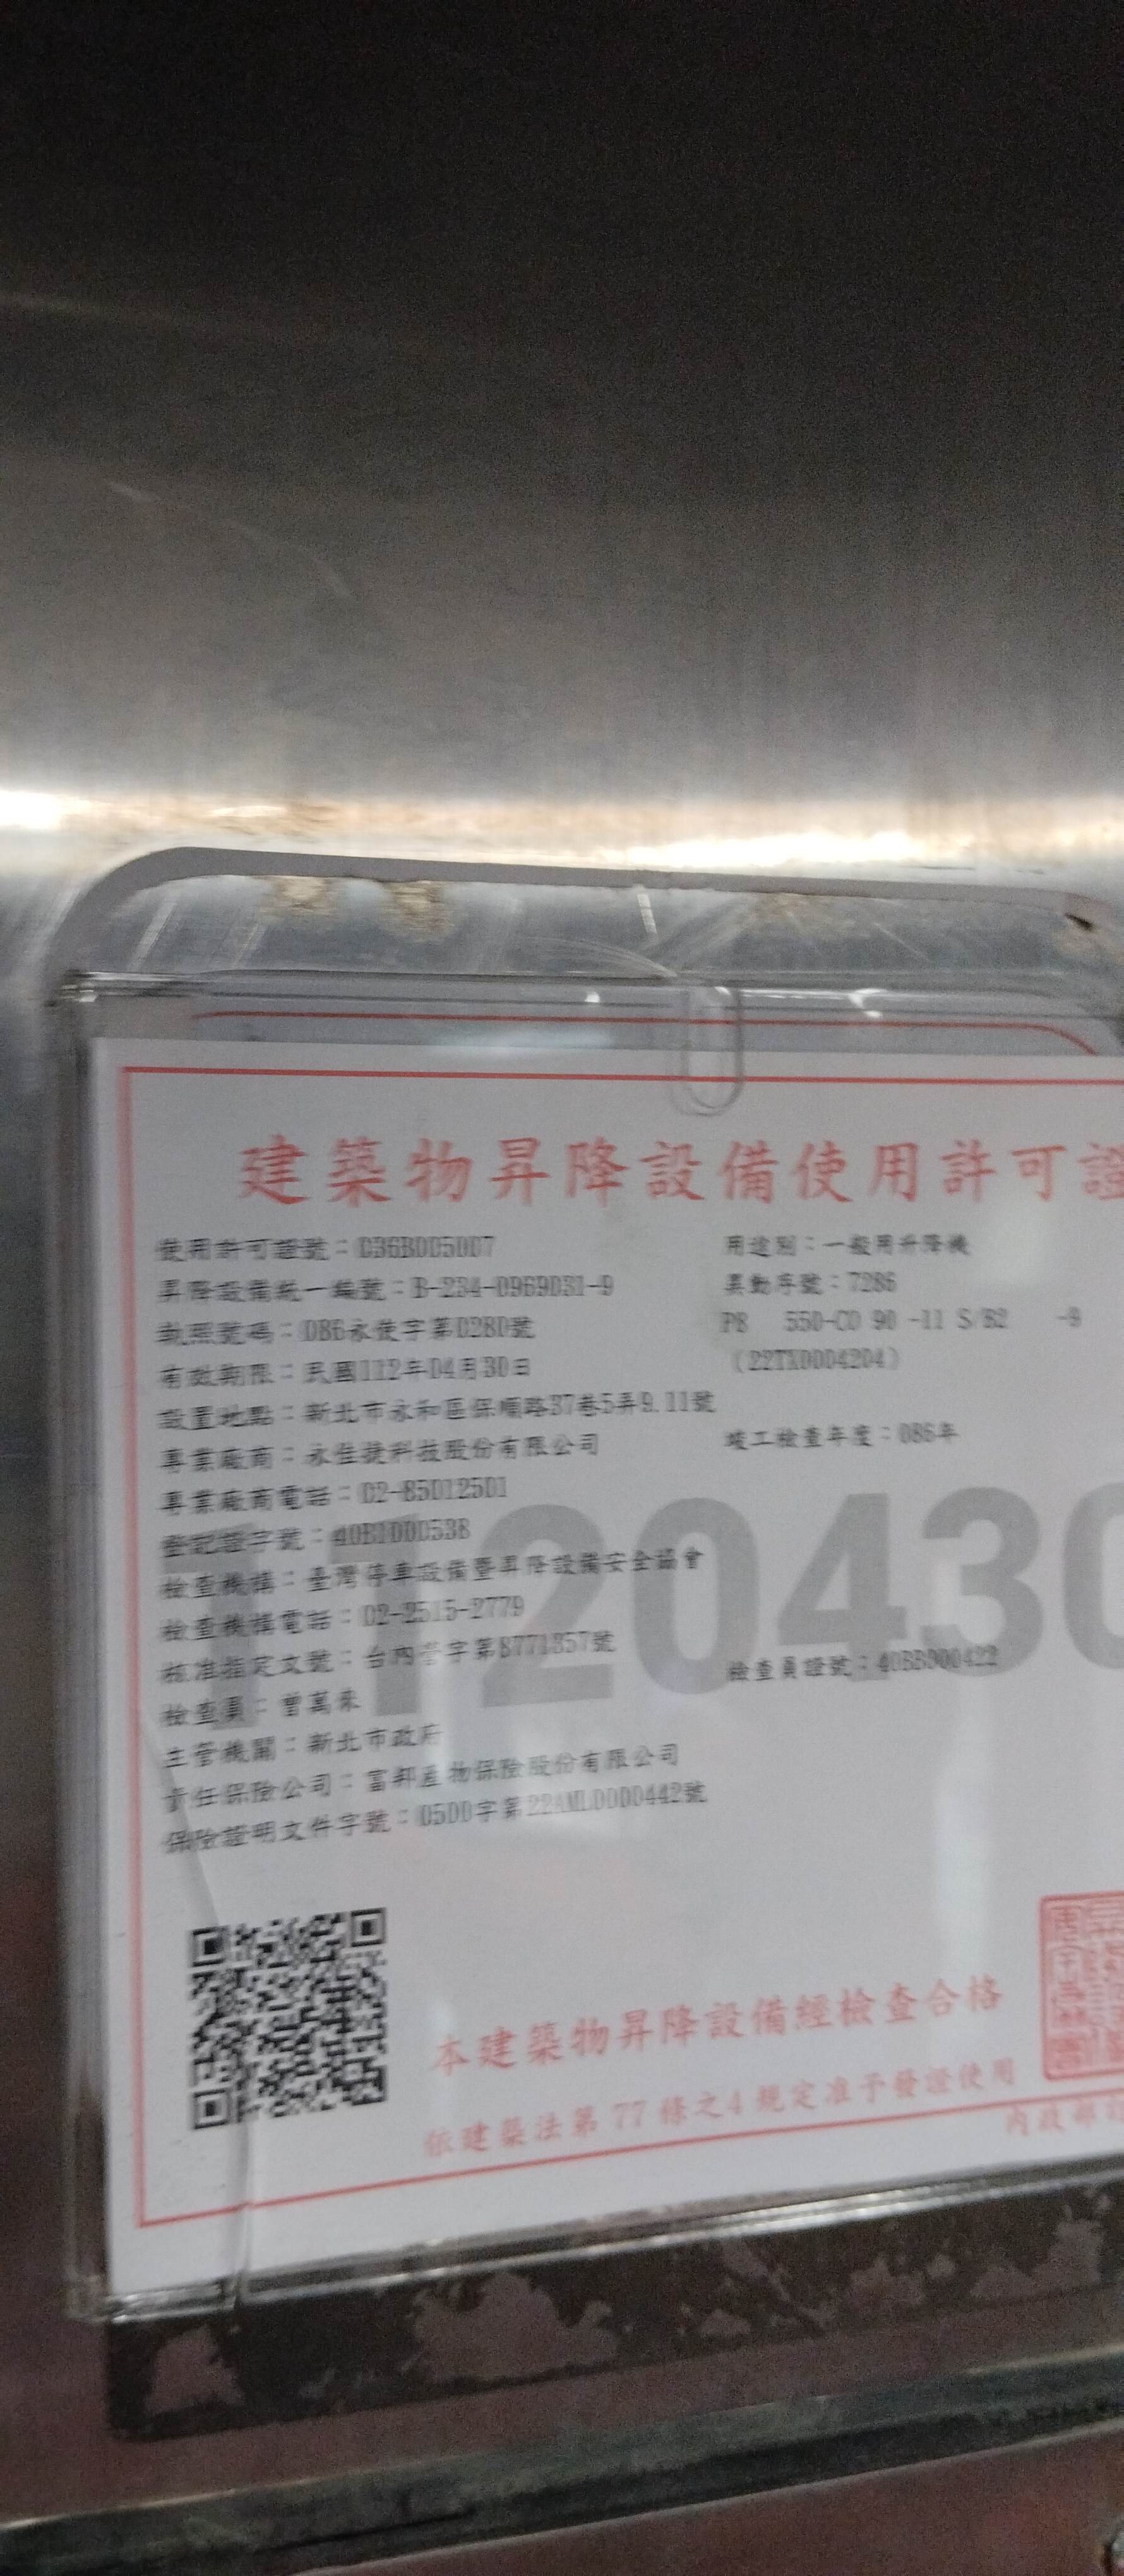 建築物昇降設備使用許可證
使用許可證號：036B005007
用途別：一般用升降機
昇降設備統一編號：B-234-0969031-9
異動序號：7286
執照號碼：086永使字第0280號
P8 550-CO 90 -11 S/B2 -9
有效期限：民國112年04月30日
(22TX0004204)
設置地點：新北市永和區保順路37巷5弄9.11號
專業廠商：永佳捷科技股份有限公司
竣工檢查年度：086年
專業廠商電話：02-85012501
登記證字號：40B1000538
檢查機構：臺灣停車設備暨昇降設備安全協會
1120430
檢查機構電話：02-2515-2779
核准指定文號：台內營字第8771357號
檢查員證號：40BB000422
檢查員：曾萬來
主管機關：新北市政府
責任保險公司：富邦產物保險股份有限公司
保險證明文件字號：0500字第22AML0000442號
本建築物昇降設備經檢查合格
依建築法第 77 條之4 規定准予發證使用
內政部